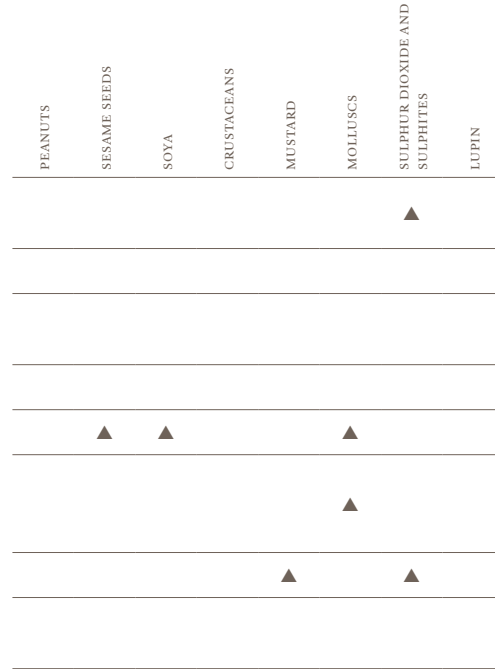 PEANUTS
SESAME SEEDS
SOYA
CRUSTACEANS
MUSTARD
MOLLUSCS
SULPHUR DIOXIDE AND
SULPHITES
LUPIN